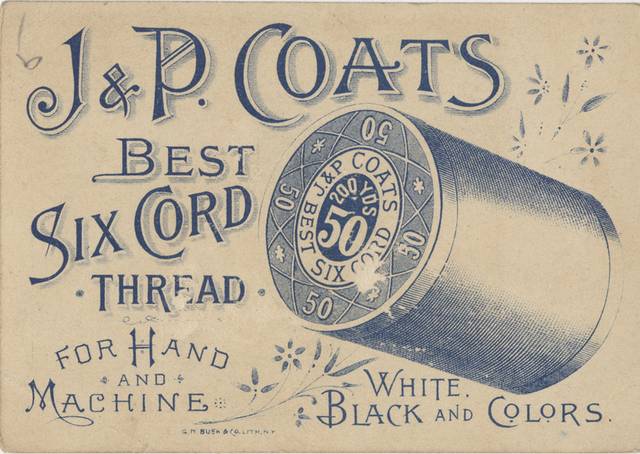 J. & P. COATS
BEST
SIX CORD
THREAD
FOR HAND
AND
MACHINE
50
50
50
50
J. & P. COATS
200 YDS
50
BEST SIX CORD
WHITE.
BLACK AND COLORS.